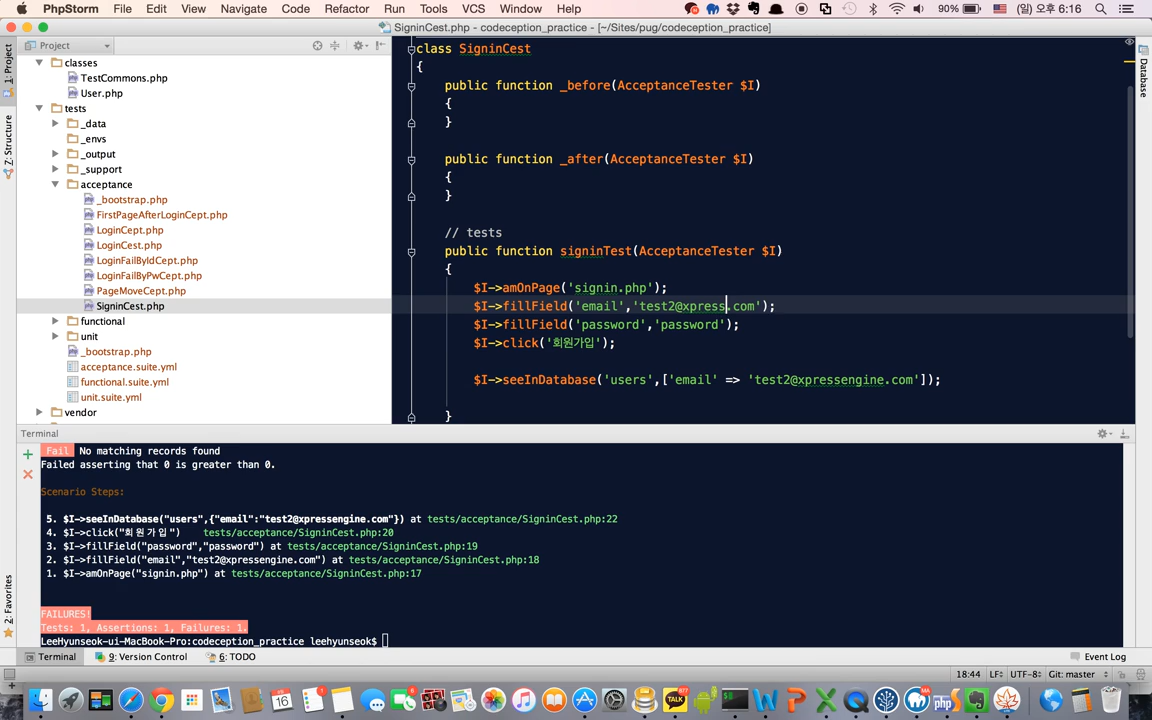 PhpStorm File Edit View Navigate Code Refactor Run Tools VCS Window Help 90% (일) 오후 6:16
SigninCest.php - codeception_practice - [~/Sites/pug/codeception_practice]
Project
1: Project
7: Structure
2: Favorites
Database
classes
TestCommons.php
User.php
tests
_data
_envs
_output
_support
acceptance
_bootstrap.php
FirstPageAfterLoginCept.php
LoginCept.php
LoginCest.php
LoginFailByIdCept.php
LoginFailByPwCept.php
PageMoveCept.php
SigninCest.php
functional
unit
_bootstrap.php
acceptance.suite.yml
functional.suite.yml
unit.suite.yml
vendor
class SigninCest
{
public function _before(AcceptanceTester $I)
{
}
public function _after(AcceptanceTester $I)
{
}
// tests
public function signinTest(AcceptanceTester $I)
{
$I->amOnPage('signin.php');
$I->fillField('email','test2@xpress.com');
$I->fillField('password','password');
$I->click('회원가입');
$I->seeInDatabase('users',['email' => 'test2@xpressengine.com']);
}
Terminal
Fail No matching records found
Failed asserting that 0 is greater than 0.
Scenario Steps:
5. $I->seeInDatabase("users",{"email":"test2@xpressengine.com"}) at tests/acceptance/SigninCest.php:22
4. $I->click("회원가입") tests/acceptance/SigninCest.php:20
3. $I->fillField("password","password") at tests/acceptance/SigninCest.php:19
2. $I->fillField("email","test2@xpressengine.com") at tests/acceptance/SigninCest.php:18
1. $I->amOnPage("signin.php") at tests/acceptance/SigninCest.php:17
FAILURES!
Tests: 1, Assertions: 1, Failures: 1.
LeeHyunseok-ui-MacBook-Pro:codeception_practice leehyunseok$
Terminal 9: Version Control 6: TODO Event Log
18:44 LF÷ UTF-8÷ Git: master